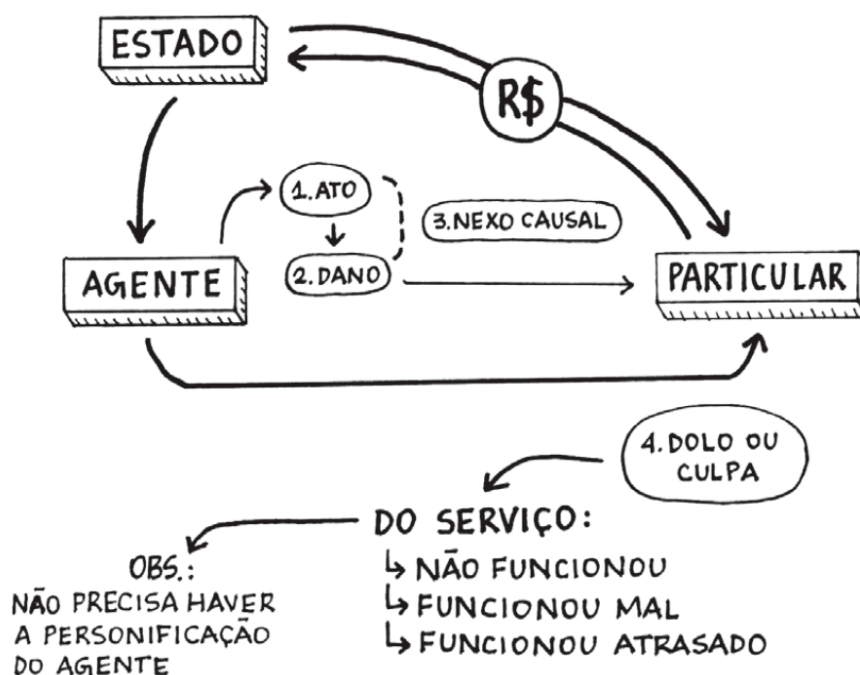 ESTADO
R$
1. ATO
3. NEXO CAUSAL
AGENTE
2. DANO
PARTICULAR
4. DOLO OU
CULPA
DO SERVIÇO:
↳ NÃO FUNCIONOU
↳ FUNCIONOU MAL
↳ FUNCIONOU ATRASADO
OBS.:
NÃO PRECISA HAVER
A PERSONIFICAÇÃO
DO AGENTE